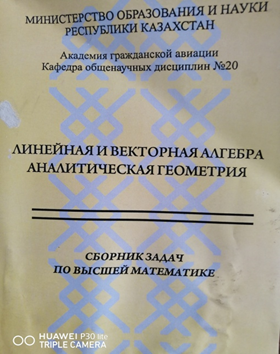 МИНИСТЕРСТВО ОБРАЗОВАНИЯ И НАУКИ
РЕСПУБЛИКИ КАЗАХСТАН
Академия гражданской авиации
Кафедра общенаучных дисциплин №20
ЛИНЕЙНАЯ И ВЕКТОРНАЯ АЛГЕБРА
АНАЛИТИЧЕСКАЯ ГЕОМЕТРИЯ
СБОРНИК ЗАДАЧ
ПО ВЫСШЕЙ МАТЕМАТИКЕ
HUAWEI P30 lite
TRIPLE CAMERA